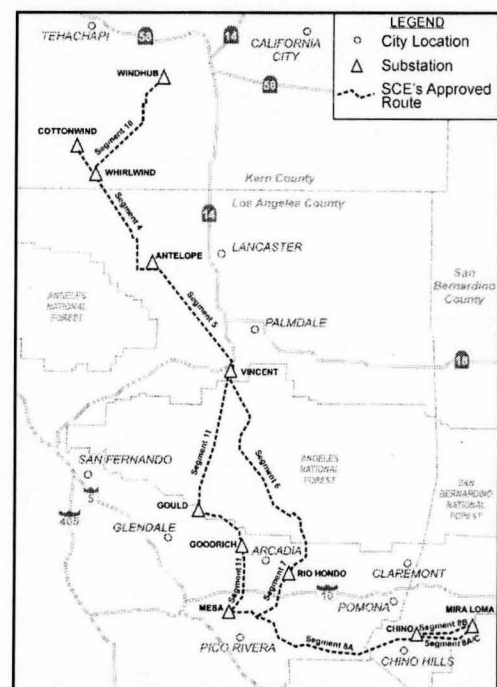 LEGEND
City Location
Substation
SCE's Approved
Route
TEHACHAPI
58
14
CALIFORNIA
CITY
WINDHUB
58
COTTONWIND
Segment 10
WHIRLWIND
Kern County
Los Angeles County
Segment 4
14
ANTELOPE
LANCASTER
San
Bernardino
County
ANGELES
NATIONAL
FOREST
Segment 5
PALMDALE
VINCENT
Segment 11
Segment 6
SAN FERNANDO
ANGELES
NATIONAL
FOREST
SAN
BERNARDINO
NATIONAL
FOREST
5
405
GOULD
GLENDALE
GOODRICH
ARCADIA
Segment 11
Segment 7
RIO HONDO
CLAREMONT
10
MESA
POMONA
MIRA LOMA
CHINO
Segment 8B
Segment 8A/C
Segment 8A
PICO RIVERA
CHINO HILLS